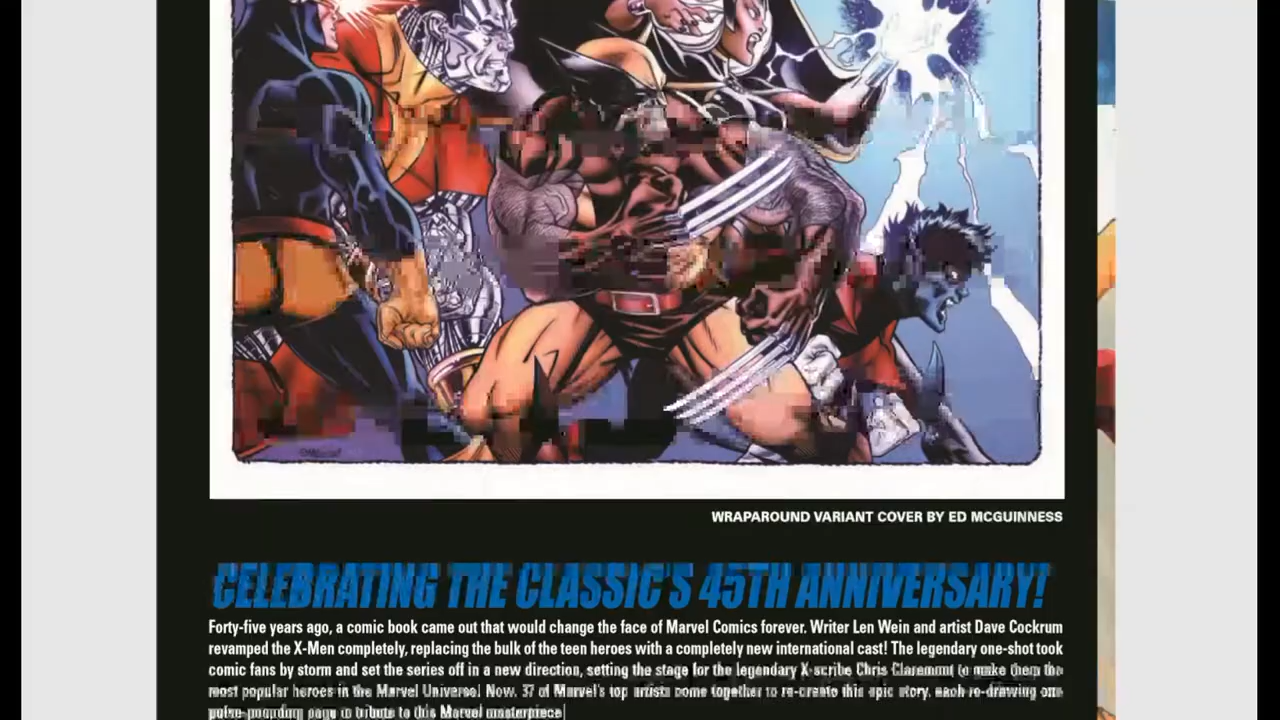 WRAPAROUND VARIANT COVER BY ED MCGUINNESS
CELEBRATING THE CLASSIC'S 45TH ANNIVERSARY!
Forty-five years ago, a comic book came out that would change the face of Marvel Comics forever. Writer Len Wein and artist Dave Cockrum
revamped the X-Men completely, replacing the bulk of the teen heroes with a completely new international cast! The legendary one-shot took
comic fans by storm and set the series off in a new direction, setting the stage for the legendary X-scribe Chris Claremont to make them the
most popular heroes in the Marvel Universe! Now, 37 of Marvel's top artists come together to re-create this epic story, each re-drawing one
pulse-pounding page in tribute to this Marvel masterpiece!